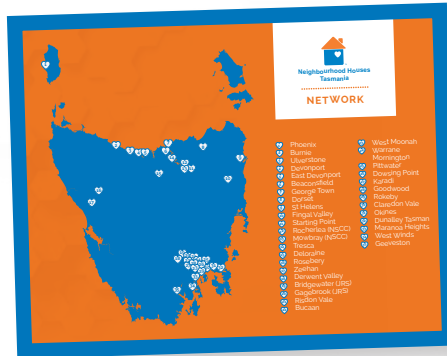 Neighbourhood Houses
Tasmania
NETWORK
Phoenix
Burnie
Ulverstone
Devonport
East Devonport
Beaconsfield
George Town
Dorset
St Helens
Fingal Valley
Starting Point
Rocherlea (NSCC)
Mowbray (NSCC)
Tresca
Deloraine
Rosebery
Zeehan
Derwent Valley
Bridgewater (JRS)
Gagebrook (JRS)
Risdon Vale
Bucaan
West Moonah
Warrane
Mornington
Pittwater
Dowsing Point
Karadi
Goodwood
Rokeby
Clarendon Vale
Okines
Dunalley Tasman
Maranoa Heights
West Winds
Geeveston